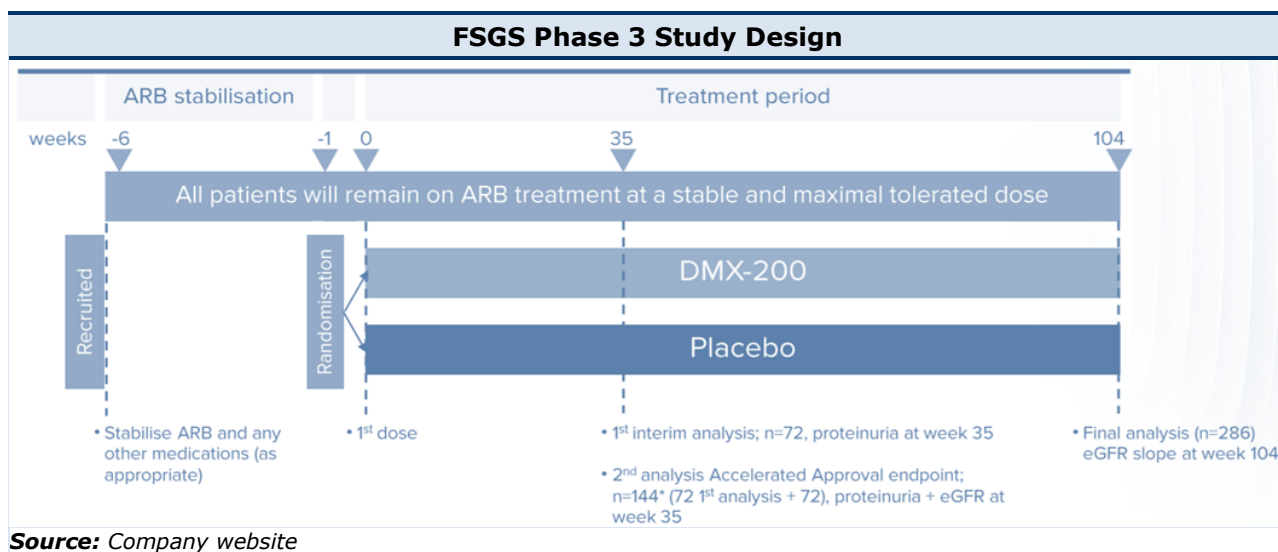 FSGS Phase 3 Study Design
ARB stabilisation
Treatment period
weeks -6 -1 0 35 104
All patients will remain on ARB treatment at a stable and maximal tolerated dose
Recruited
Randomisation
DMX-200
Placebo
• Stabilise ARB and any
other medications (as
appropriate)
• 1st dose
• 1st interim analysis; n=72, proteinuria at week 35
• 2nd analysis Accelerated Approval endpoint;
n=144* (72 1st analysis + 72), proteinuria + eGFR at
week 35
• Final analysis (n=286)
eGFR slope at week 104
Source: Company website